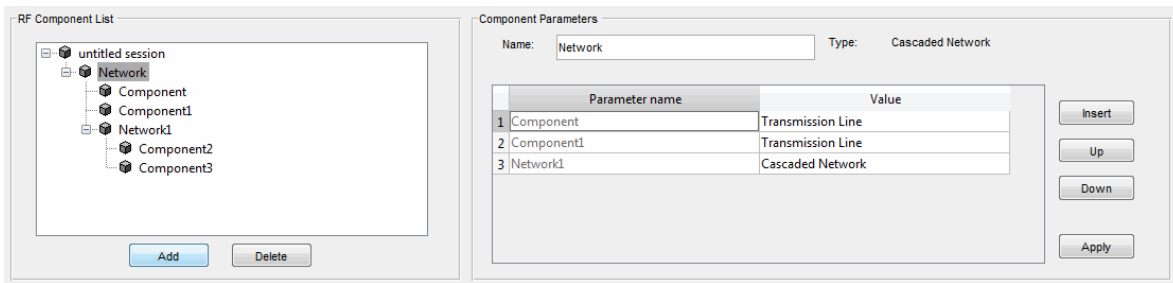 RF Component List
untitled session
Network
Component
Component1
Network1
Component2
Component3
Add Delete
Component Parameters
Name: Network Type: Cascaded Network
Parameter name Value
1 Component Transmission Line
2 Component1 Transmission Line
3 Network1 Cascaded Network
Insert
Up
Down
Apply